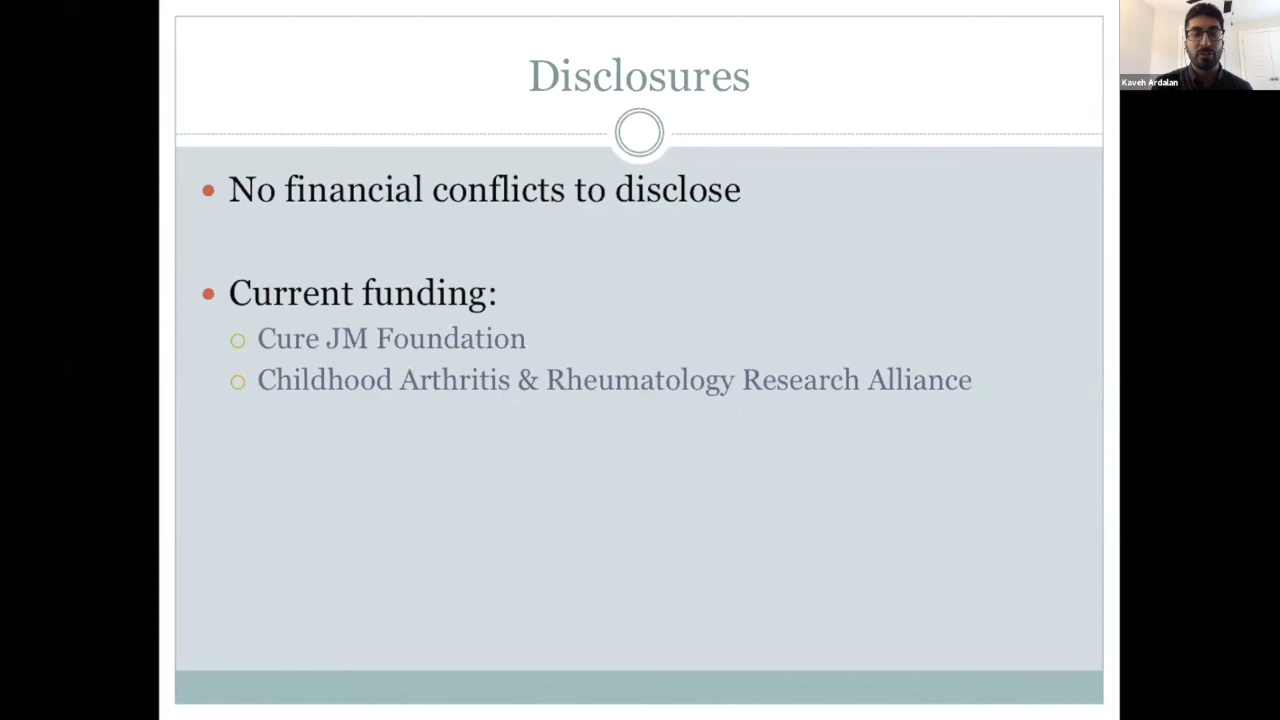 Disclosures
Kaveh Ardalan
• No financial conflicts to disclose
• Current funding:
○ Cure JM Foundation
○ Childhood Arthritis & Rheumatology Research Alliance